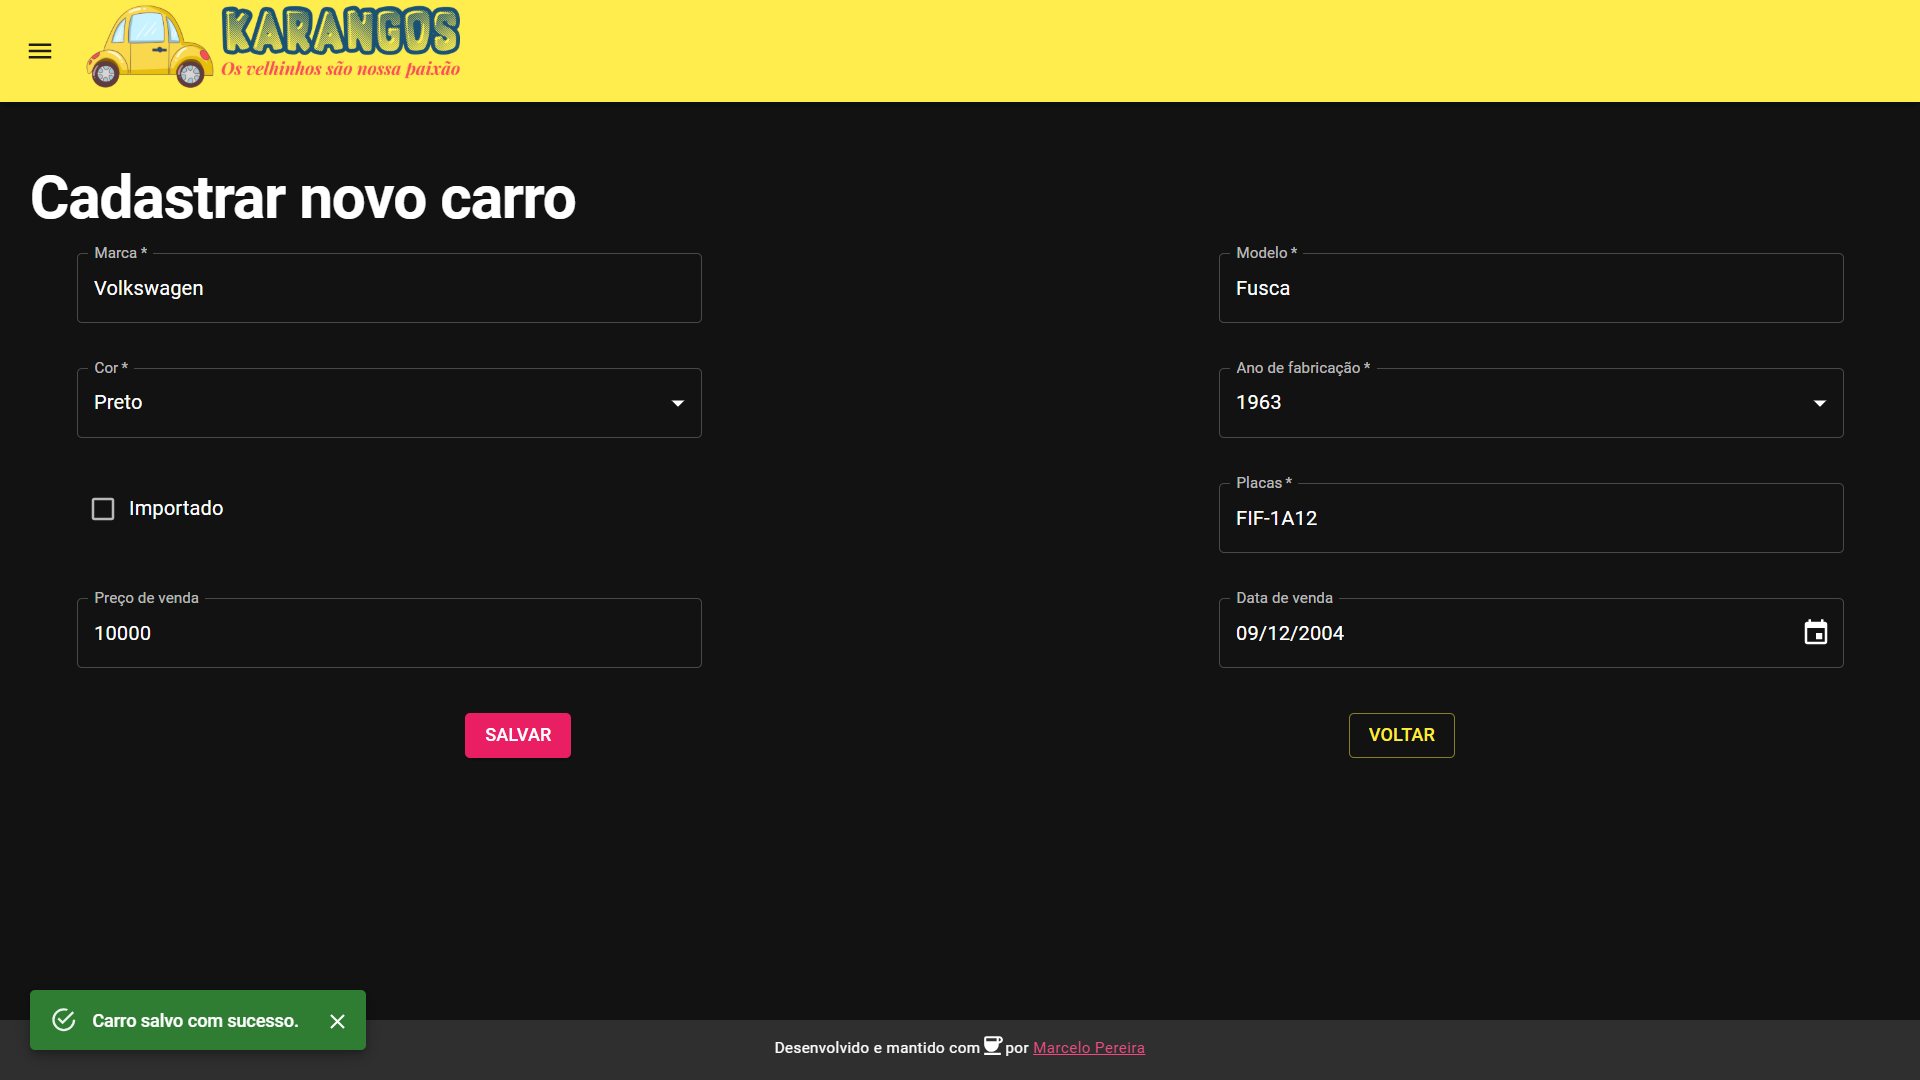 KARANGOS
Os velhinhos são nossa paixão
Cadastrar novo carro
Marca *
Volkswagen
Modelo *
Fusca
Cor *
Preto
Ano de fabricação *
1963
Importado
Placas *
FIF-1A12
Preço de venda
10000
Data de venda
09/12/2004
SALVAR
VOLTAR
Carro salvo com sucesso.
Desenvolvido e mantido com por Marcelo Pereira